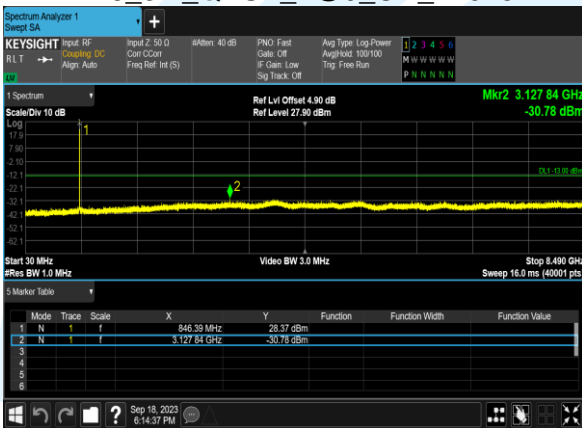 Spectrum Analyzer 1
Swept SA
KEYSIGHT
RLT
LW
Input: RF
Coupling: DC
Align: Auto
Input Z: 50 Ω
Corr CCorr
Freq Ref: Int (S)
#Atten: 40 dB
PNO: Fast
Gate: Off
IF Gain: Low
Sig Track: Off
Avg Type: Log-Power
Avg|Hold: 100/100
Trig: Free Run
1 2 3 4 5 6
M W W W W W
P N N N N N
1 Spectrum
Scale/Div 10 dB
Ref Lvl Offset 4.90 dB
Ref Level 27.90 dBm
Mkr2 3.127 84 GHz
-30.78 dBm
Log
17.9
7.90
-2.10
-12.1
-22.1
-32.1
-42.1
-52.1
-62.1
1
2
DL1 -13.00 dBm
Start 30 MHz
#Res BW 1.0 MHz
Video BW 3.0 MHz
Stop 8.490 GHz
Sweep 16.0 ms (40001 pts
5 Marker Table
Mode Trace Scale X Y Function Function Width Function Value
1 N 1 f 846.39 MHz 28.37 dBm
2 N 1 f 3.127 84 GHz -30.78 dBm
3
4
5
6
?
Sep 18, 2023
6:14:37 PM